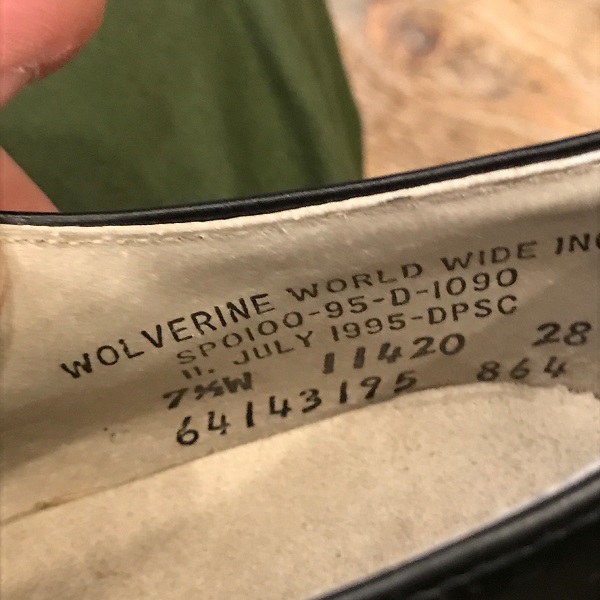 WOLVERINE WORLD WIDE INC
SPO100-95-D-1090
11. JULY 1995-DPSC
7½W 11420 28
64143195 864